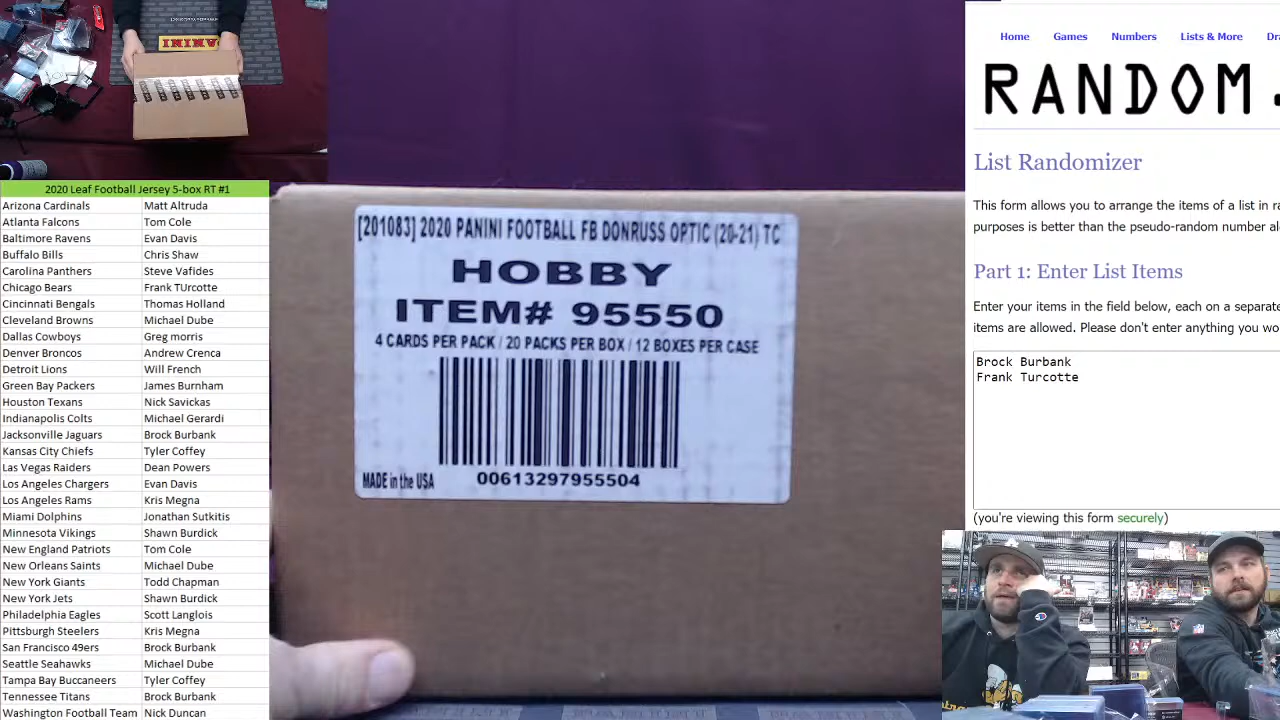 PANINI
2020 Leaf Football Jersey 5-box RT #1
Arizona Cardinals Matt Altruda
Atlanta Falcons Tom Cole
Baltimore Ravens Evan Davis
Buffalo Bills Chris Shaw
Carolina Panthers Steve Vafides
Chicago Bears Frank TUrcotte
Cincinnati Bengals Thomas Holland
Cleveland Browns Michael Dube
Dallas Cowboys Greg morris
Denver Broncos Andrew Crenca
Detroit Lions Will French
Green Bay Packers James Burnham
Houston Texans Nick Savickas
Indianapolis Colts Michael Gerardi
Jacksonville Jaguars Brock Burbank
Kansas City Chiefs Tyler Coffey
Las Vegas Raiders Dean Powers
Los Angeles Chargers Evan Davis
Los Angeles Rams Kris Megna
Miami Dolphins Jonathan Sutkitis
Minnesota Vikings Shawn Burdick
New England Patriots Tom Cole
New Orleans Saints Michael Dube
New York Giants Todd Chapman
New York Jets Shawn Burdick
Philadelphia Eagles Scott Langlois
Pittsburgh Steelers Kris Megna
San Francisco 49ers Brock Burbank
Seattle Seahawks Michael Dube
Tampa Bay Buccaneers Tyler Coffey
Tennessee Titans Brock Burbank
Washington Football Team Nick Duncan
[201083] 2020 PANINI FOOTBALL FB DONRUSS OPTIC (20-21) TC
HOBBY
ITEM# 95550
4 CARDS PER PACK / 20 PACKS PER BOX / 12 BOXES PER CASE
MADE in the USA 00613297955504
Home Games Numbers Lists & More Dra
RANDOM.
List Randomizer
This form allows you to arrange the items of a list in ra
purposes is better than the pseudo-random number al
Part 1: Enter List Items
Enter your items in the field below, each on a separat
items are allowed. Please don't enter anything you wo
Brock Burbank
Frank Turcotte
(you're viewing this form securely)